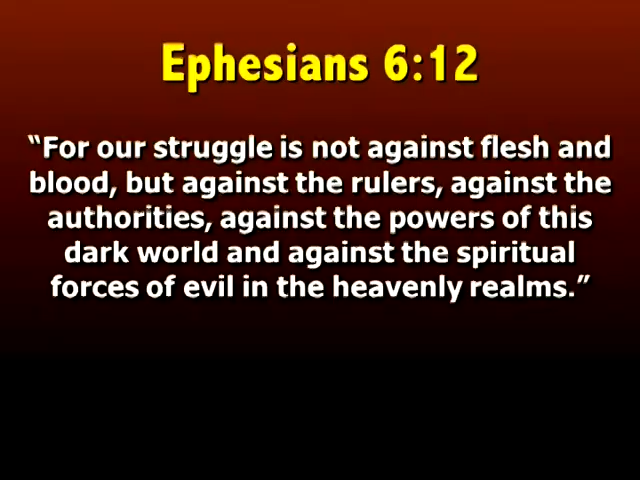 Ephesians 6:12
“For our struggle is not against flesh and
blood, but against the rulers, against the
authorities, against the powers of this
dark world and against the spiritual
forces of evil in the heavenly realms.”